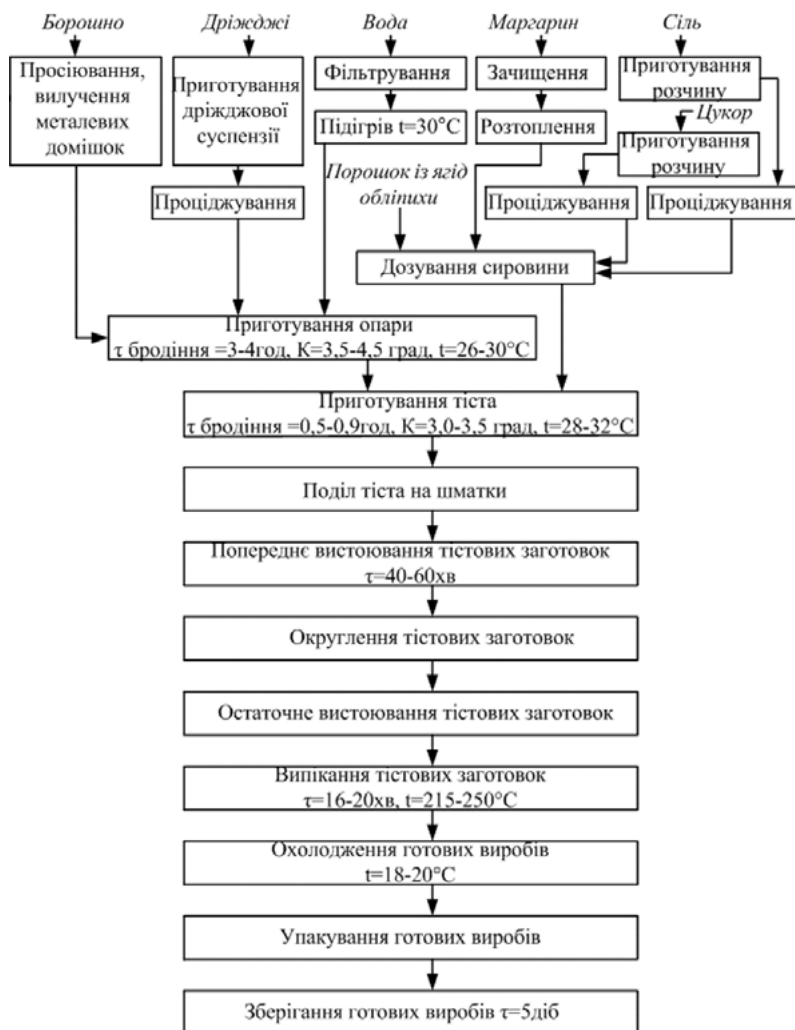 Борошно
Дріжджі
Вода
Маргарин
Сіль
Просіювання,
вилучення
металевих
домішок
Приготування
дріжджової
суспензії
Фільтрування
Зачищення
Приготування
розчину
Цукор
Підігрів t=30°С
Розтоплення
Приготування
розчину
Порошок із ягід
обліпихи
Проціджування
Проціджування
Проціджування
Дозування сировини
Приготування опари
τ бродіння =3-4год, К=3,5-4,5 град, t=26-30°С
Приготування тіста
τ бродіння =0,5-0,9год, К=3,0-3,5 град, t=28-32°С
Поділ тіста на шматки
Попереднє вистоювання тістових заготовок
τ=40-60хв
Округлення тістових заготовок
Остаточне вистоювання тістових заготовок
Випікання тістових заготовок
τ=16-20хв, t=215-250°С
Охолодження готових виробів
t=18-20°С
Упакування готових виробів
Зберігання готових виробів τ=5діб